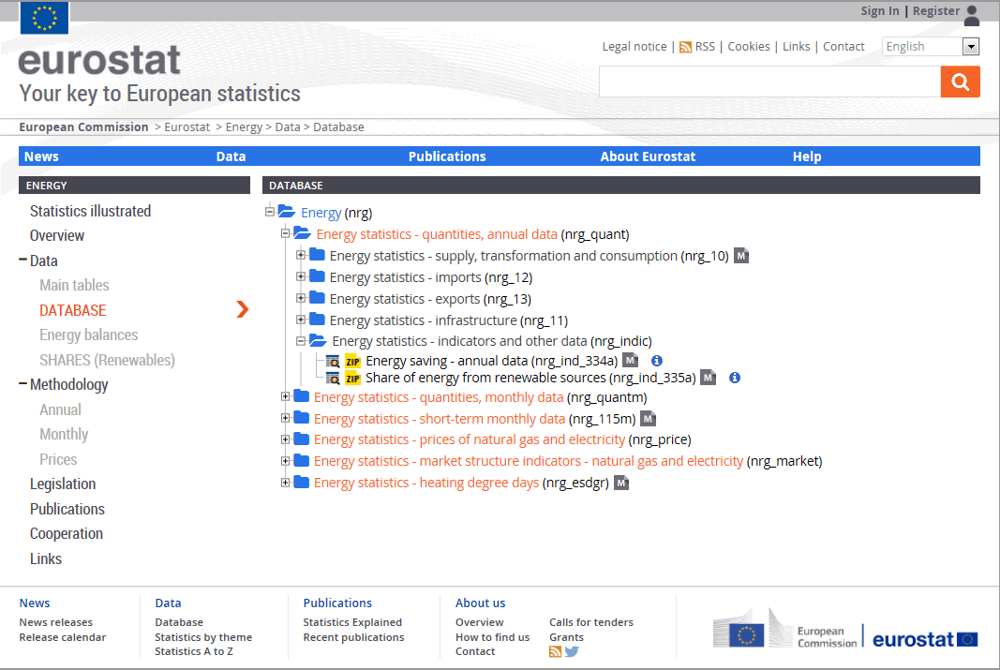 Sign In | Register
Legal notice | RSS | Cookies | Links | Contact
English
eurostat
Your key to European statistics
European Commission > Eurostat > Energy > Data > Database
News Data Publications About Eurostat Help
ENERGY
Statistics illustrated
Overview
Data
Main tables
DATABASE
Energy balances
SHARES (Renewables)
Methodology
Annual
Monthly
Prices
Legislation
Publications
Cooperation
Links
DATABASE
Energy (nrg)
Energy statistics - quantities, annual data (nrg_quant)
Energy statistics - supply, transformation and consumption (nrg_10) M
Energy statistics - imports (nrg_12)
Energy statistics - exports (nrg_13)
Energy statistics - infrastructure (nrg_11)
Energy statistics - indicators and other data (nrg_indic)
ZIP Energy saving - annual data (nrg_ind_334a) M i
ZIP Share of energy from renewable sources (nrg_ind_335a) M i
Energy statistics - quantities, monthly data (nrg_quantm)
Energy statistics - short-term monthly data (nrg_115m) M
Energy statistics - prices of natural gas and electricity (nrg_price)
Energy statistics - market structure indicators - natural gas and electricity (nrg_market)
Energy statistics - heating degree days (nrg_esdgr) M
News
News releases
Release calendar
Data
Database
Statistics by theme
Statistics A to Z
Publications
Statistics Explained
Recent publications
About us
Overview
How to find us
Contact
Calls for tenders
Grants
European
Commission
eurostat